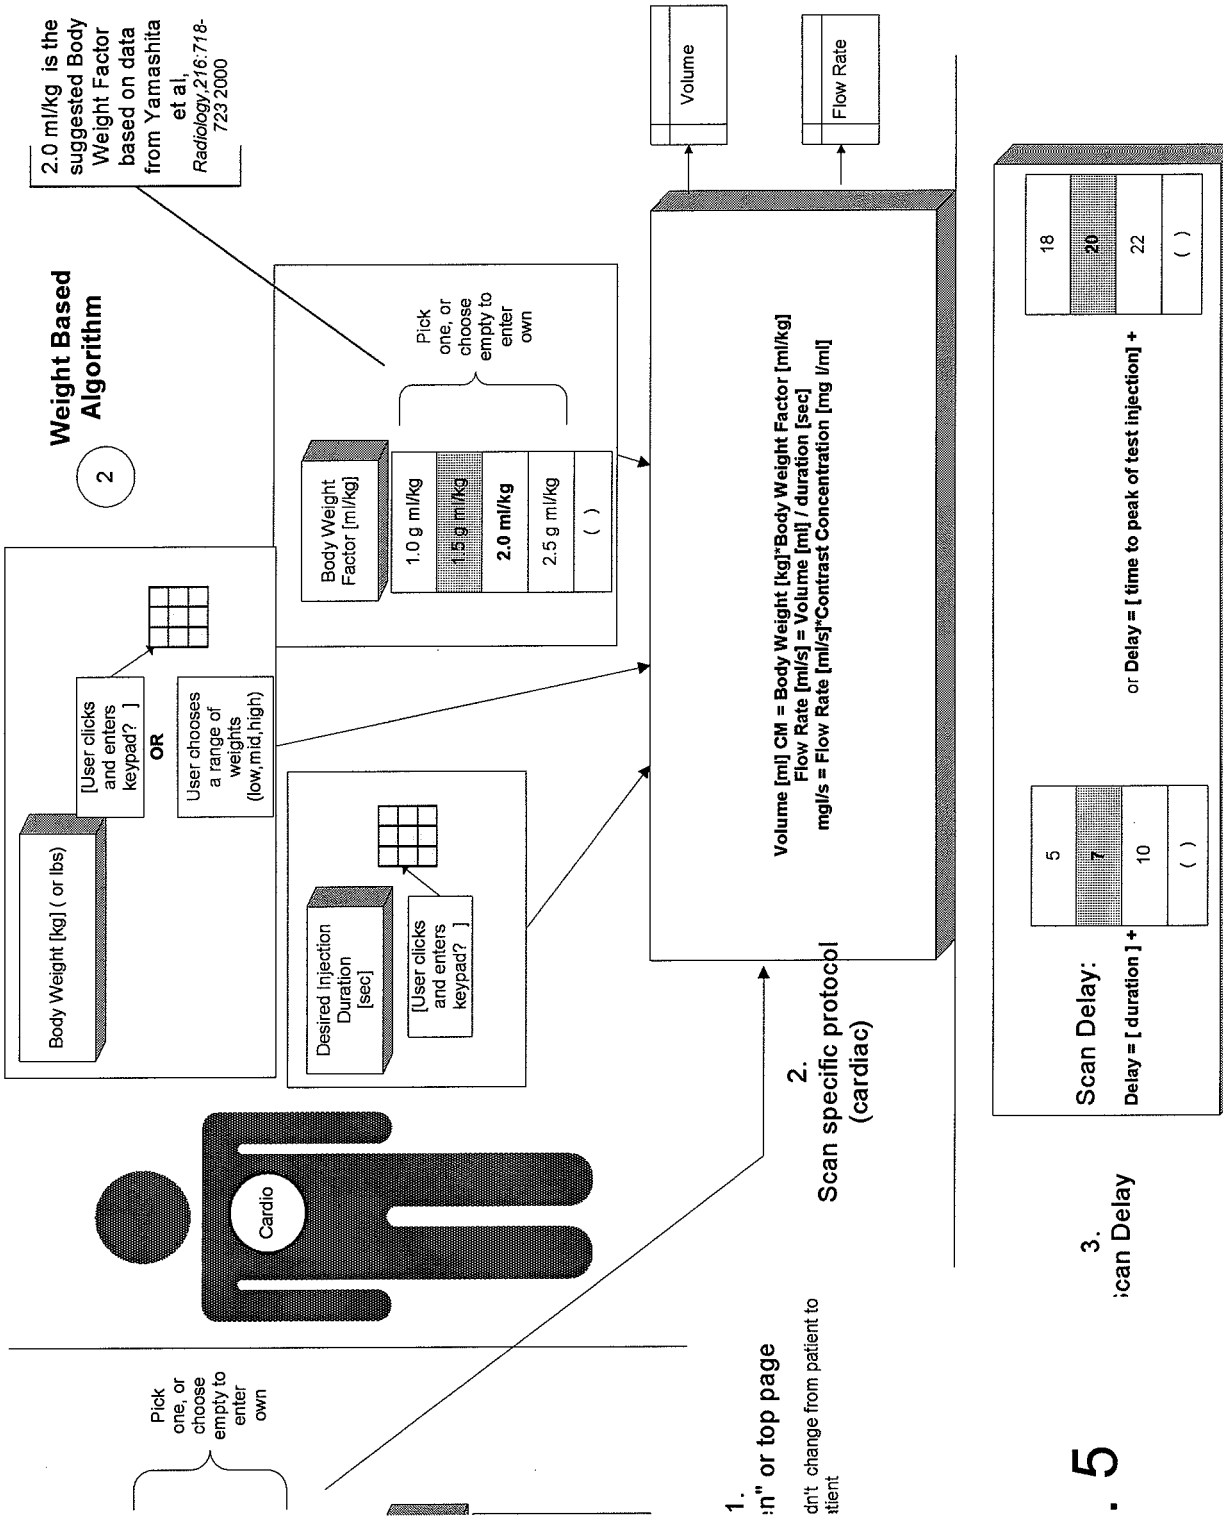 Weight Based
Algorithm
2
2.0 ml/kg is the
suggested Body
Weight Factor
based on data
from Yamashita
et al,
Radiology,216:718-
723 2000
Body Weight [kg] ( or lbs)
[User clicks
and enters
keypad? ]
OR
User chooses
a range of
weights
(low,mid,high)
Body Weight
Factor [ml/kg]
1.0 g ml/kg
1.5 g ml/kg
2.0 ml/kg
2.5 g ml/kg
( )
Pick
one, or
choose
empty to
enter
own
Desired Injection
Duration
[sec]
[User clicks
and enters
keypad? ]
Cardio
Pick
one, or
choose
empty to
enter
own
Volume
Flow Rate
Volume [ml] CM = Body Weight [kg]*Body Weight Factor [ml/kg]
Flow Rate [ml/s] = Volume [ml] / duration [sec]
mgI/s = Flow Rate [ml/s]*Contrast Concentration [mg I/ml]
1.
en" or top page
dn't change from patient to
atient
2.
Scan specific protocol
(cardiac)
3.
can Delay
Scan Delay:
Delay = [ duration ] +
5
7
10
( )
or Delay = [ time to peak of test injection] +
18
20
22
( )
. 5